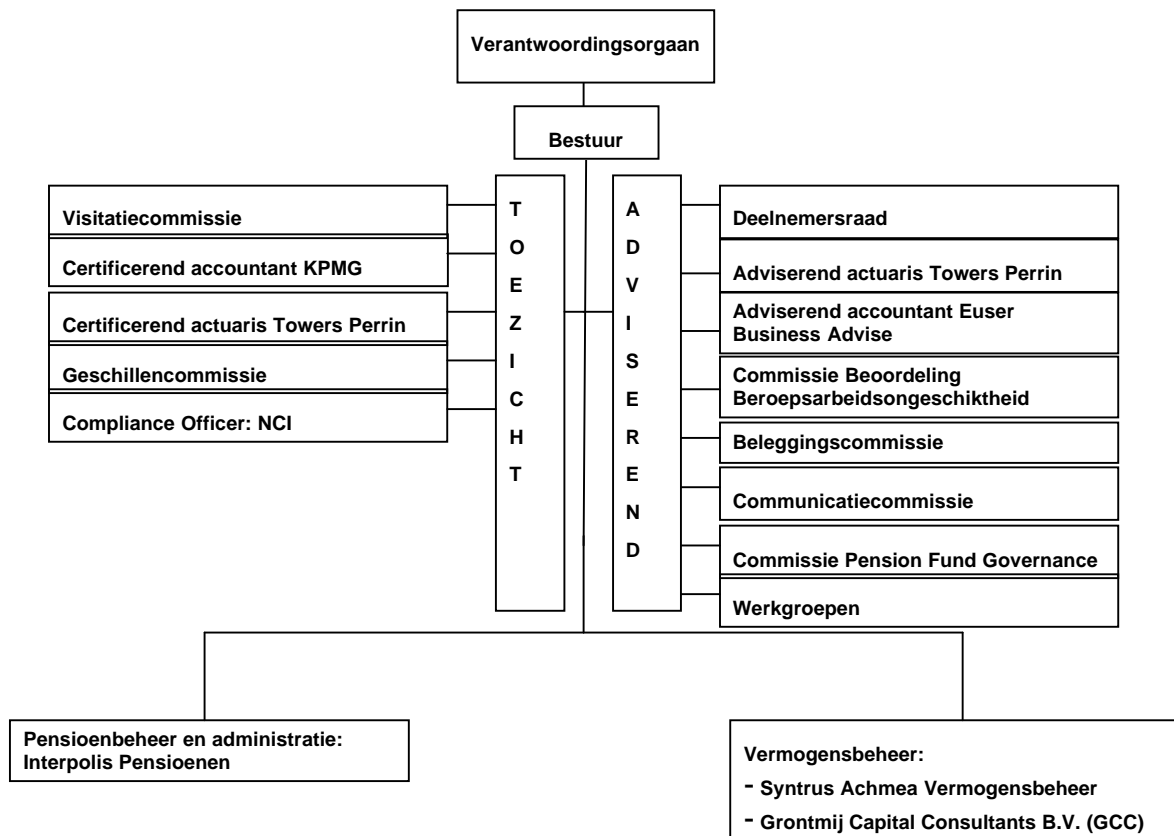 Verantwoordingsorgaan
Bestuur
TOEZICHT
Visitatiecommissie
Certificerend accountant KPMG
Certificerend actuaris Towers Perrin
Geschillencommissie
Compliance Officer: NCI
ADVISEREND
Deelnemersraad
Adviserend actuaris Towers Perrin
Adviserend accountant Euser
Business Advise
Commissie Beoordeling
Beroepsarbeidsongeschiktheid
Beleggingscommissie
Communicatiecommissie
Commissie Pension Fund Governance
Werkgroepen
Pensioenbeheer en administratie:
Interpolis Pensioenen
Vermogensbeheer:
- Syntrus Achmea Vermogensbeheer
- Grontmij Capital Consultants B.V. (GCC)